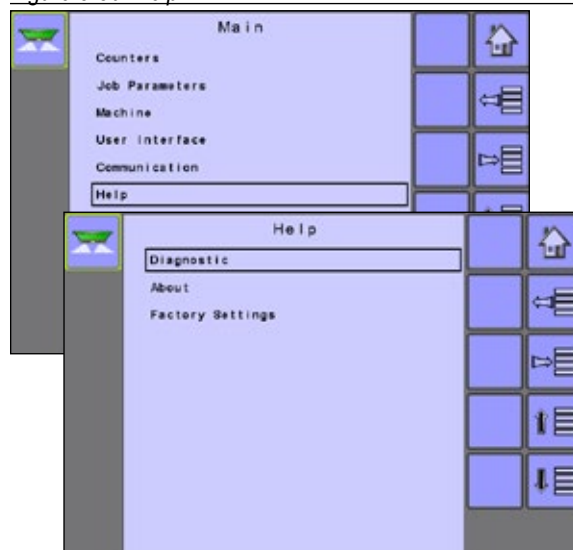 Main
Counters
Job Parameters
Machine
User Interface
Communication
Help
Help
Diagnostic
About
Factory Settings